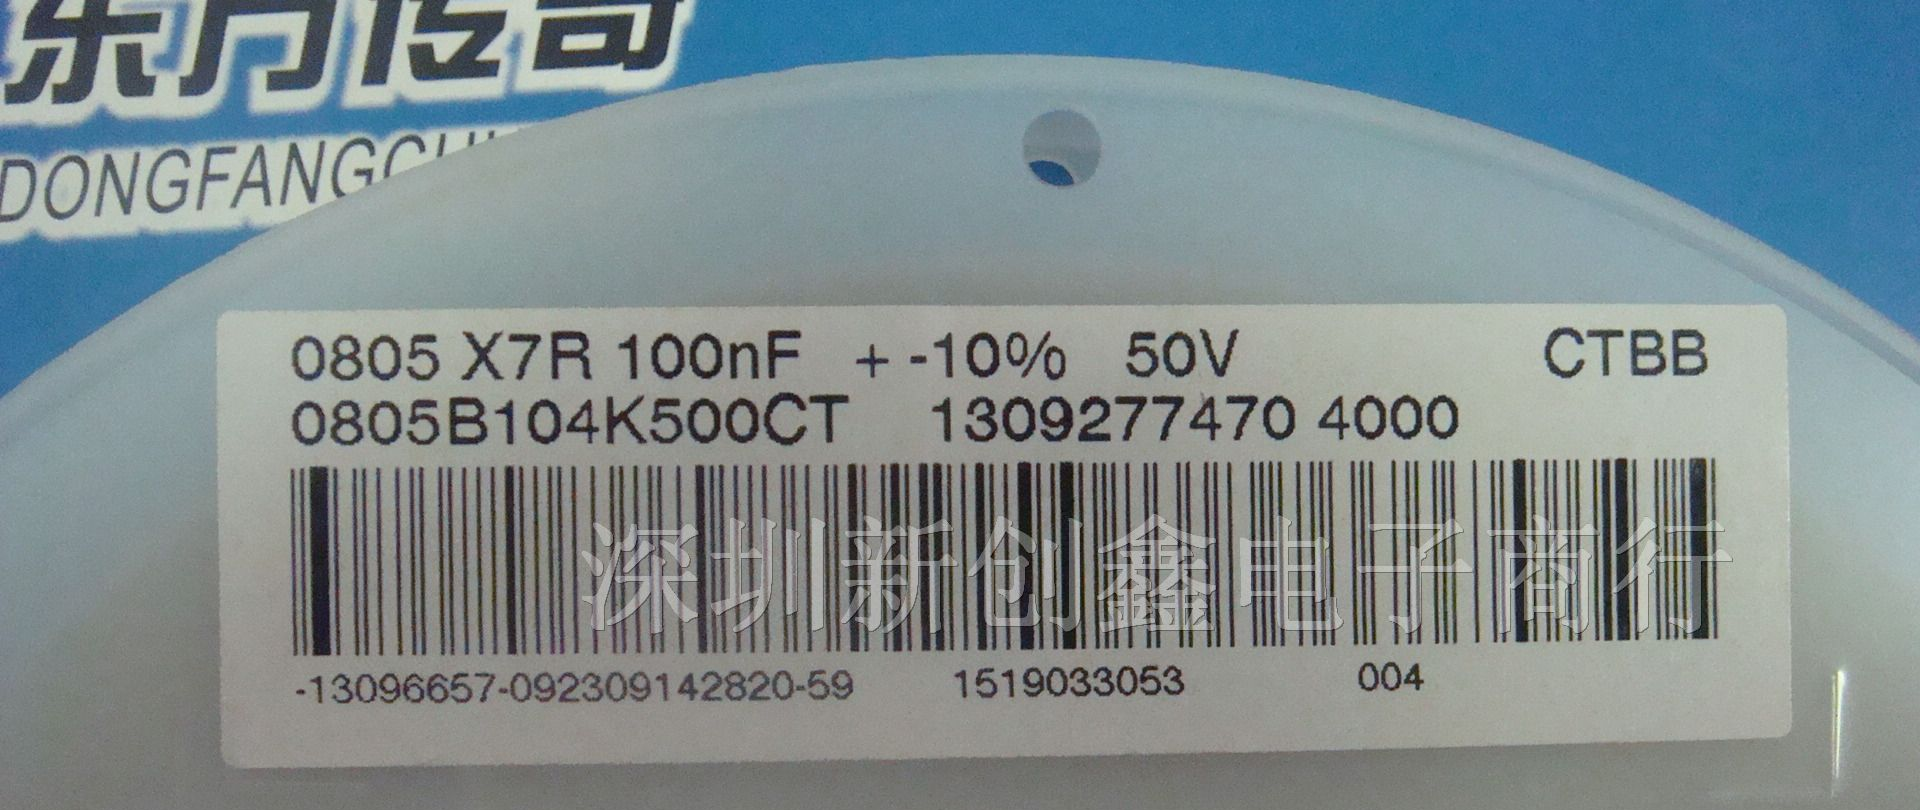 东方传奇
DONGFANGCHU
0805 X7R 100nF + -10% 50V CTBB
0805B104K500CT 1309277470 4000
深圳新创鑫电子商行
-13096657-092309142820-59 1519033053 004